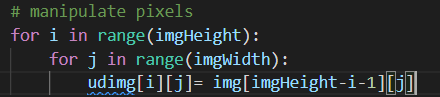 # manipulate pixels
for i in range(imgHeight):
    for j in range(imgWidth):
        udimg[i][j]= img[imgHeight-i-1][j]